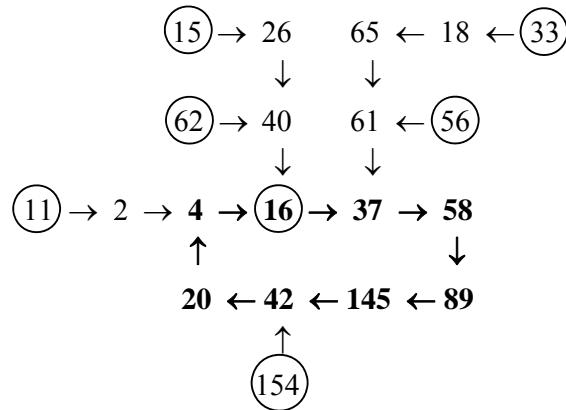 15 → 26 65 ← 18 ← 33
↓ ↓
62 → 40 61 ← 56
↓ ↓
11 → 2 → 4 → 16 → 37 → 58
↑ ↓
20 ← 42 ← 145 ← 89
↑
154